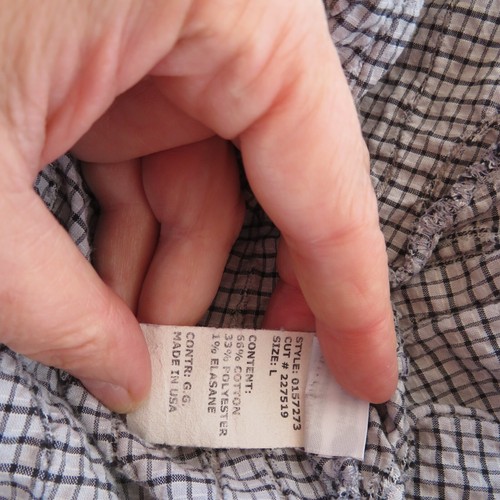 STYLE: 0157273
CUT # 227519
SIZE: L
CONTENT:
66% COTTON
33% POLYESTER
1% ELASANE
CONTR: G.G.
MADE IN USA